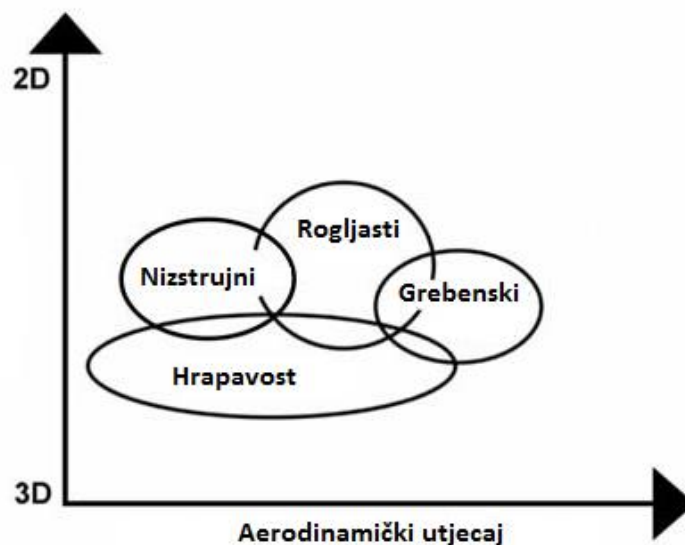 2D
Rogljasti
Nizstrujni
Grebenski
Hrapavost
3D
Aerodinamički utjecaj